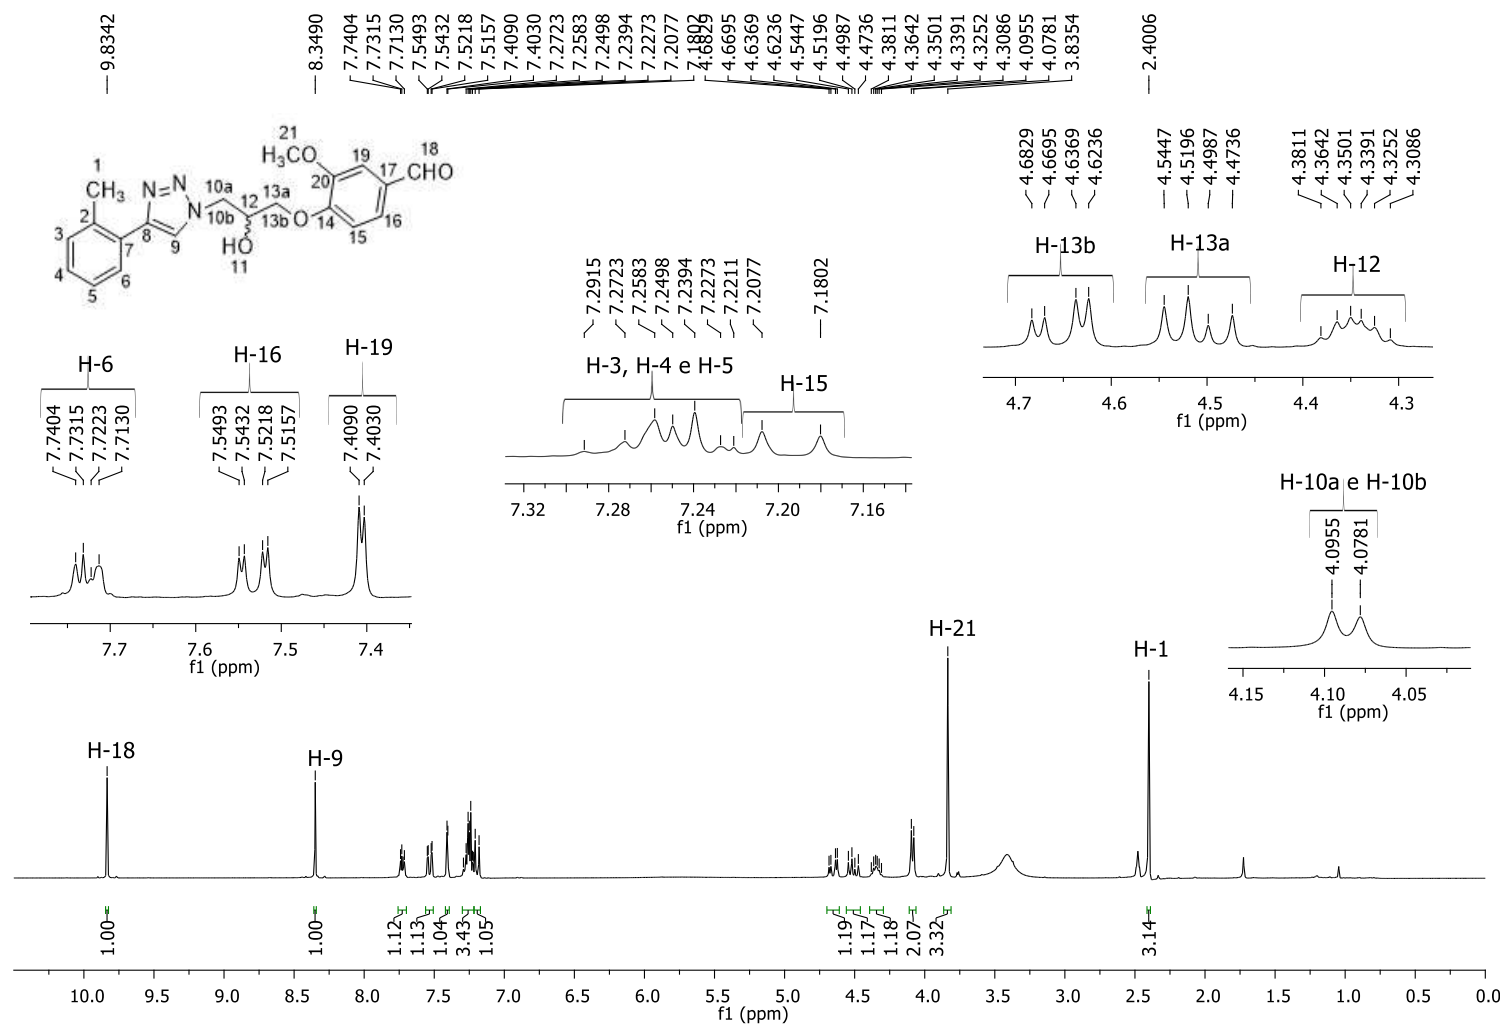 9.8342
8.3490
7.7404
7.7315
7.7130
7.5493
7.5432
7.5218
7.5157
7.4090
7.4030
7.2723
7.2583
7.2498
7.2394
7.2273
7.2077
7.1802
4.6829
4.6695
4.6369
4.6236
4.5447
4.5196
4.4987
4.4736
4.3811
4.3642
4.3501
4.3391
4.3252
4.3086
4.0955
4.0781
3.8354
2.4006
1
CH₃
2
3
4
5
6
7
8
9
N
N
N
10a
10b
12
HO
11
13a
13b
O
14
15
16
17
18
CHO
19
20
21
H₃CO
4.6829
4.6695
4.6369
4.6236
4.5447
4.5196
4.4987
4.4736
4.3811
4.3642
4.3501
4.3391
4.3252
4.3086
H-13b
H-13a
H-12
4.7 4.6 4.5 4.4 4.3
f1 (ppm)
7.2915
7.2723
7.2583
7.2498
7.2394
7.2273
7.2211
7.2077
7.1802
H-3, H-4 e H-5
H-15
7.32 7.28 7.24 7.20 7.16
f1 (ppm)
H-6
H-16
H-19
7.7404
7.7315
7.7223
7.7130
7.5493
7.5432
7.5218
7.5157
7.4090
7.4030
7.7 7.6 7.5 7.4
f1 (ppm)
H-10a e H-10b
4.0955
4.0781
4.15 4.10 4.05
f1 (ppm)
H-18
H-9
H-21
H-1
1.00
1.00
1.12
1.13
1.04
3.43
1.05
1.19
1.17
1.18
2.07
3.32
3.14
10.0 9.5 9.0 8.5 8.0 7.5 7.0 6.5 6.0 5.5 5.0 4.5 4.0 3.5 3.0 2.5 2.0 1.5 1.0 0.5 0.0
f1 (ppm)